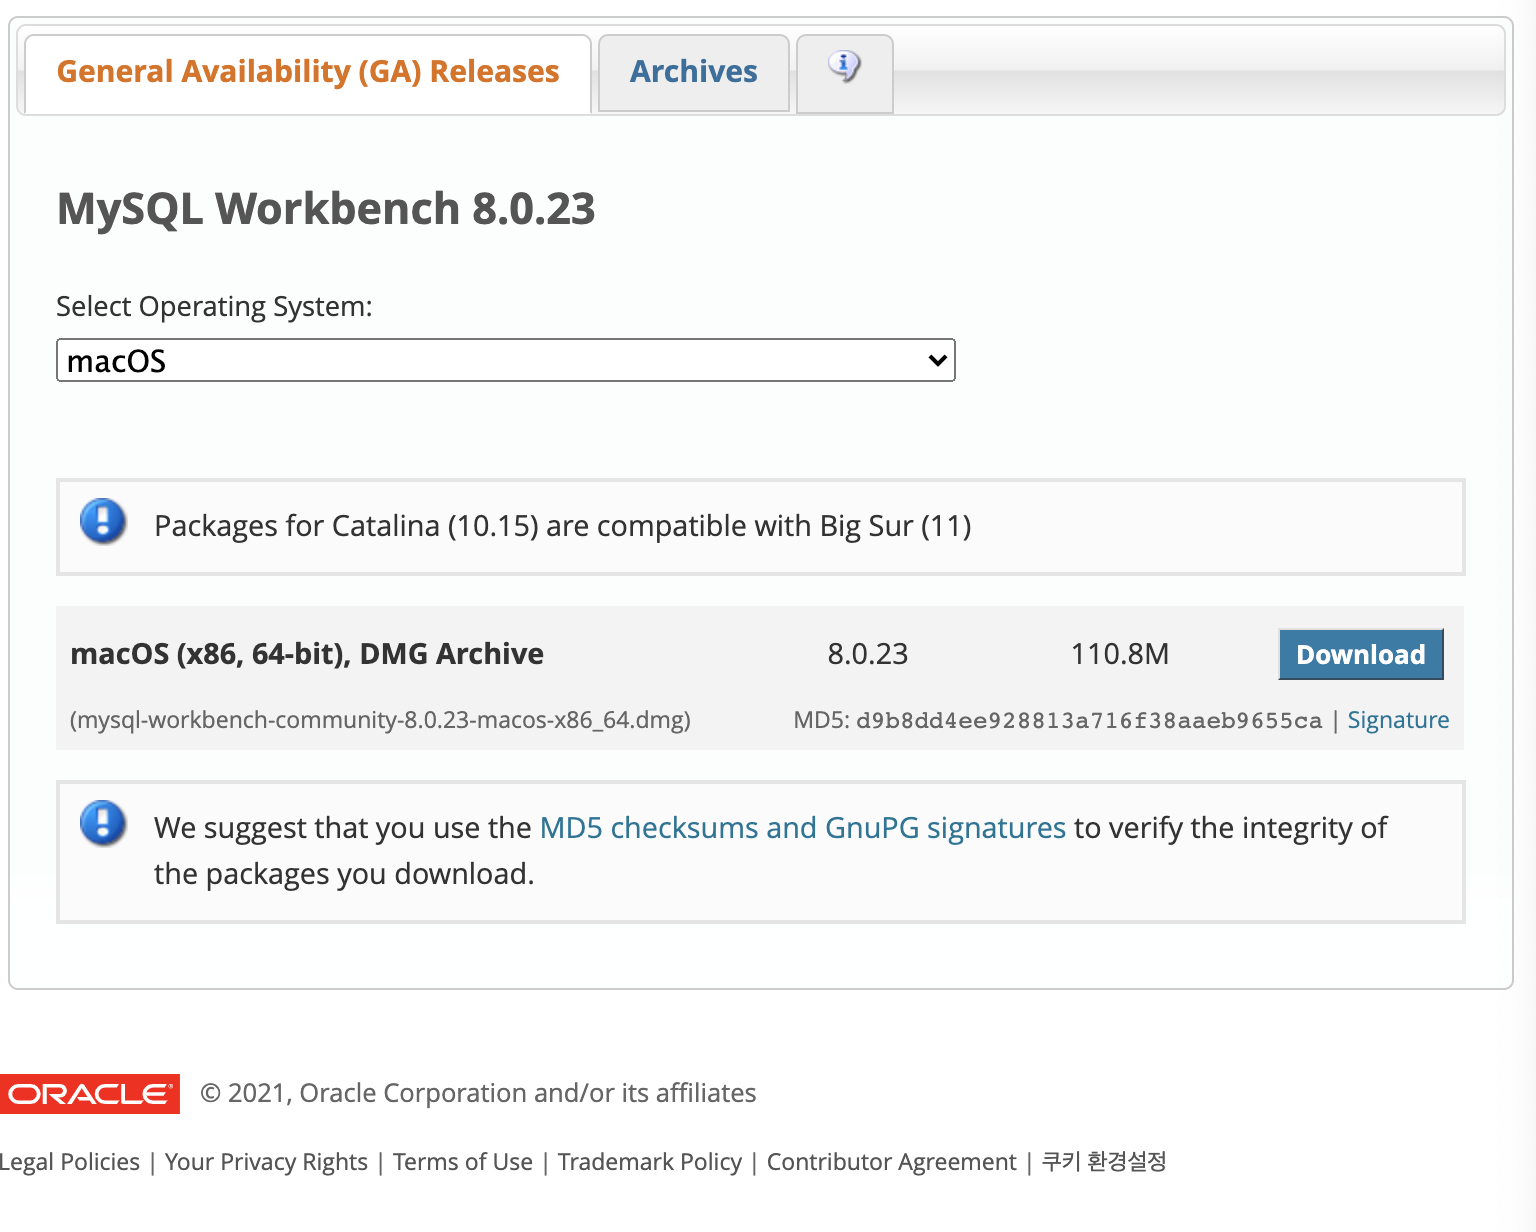 General Availability (GA) Releases
Archives
MySQL Workbench 8.0.23
Select Operating System:
macOS
Packages for Catalina (10.15) are compatible with Big Sur (11)
macOS (x86, 64-bit), DMG Archive 8.0.23 110.8M Download
(mysql-workbench-community-8.0.23-macos-x86_64.dmg) MD5: d9b8dd4ee928813a716f38aaeb9655ca | Signature
We suggest that you use the MD5 checksums and GnuPG signatures to verify the integrity of
the packages you download.
ORACLE® © 2021, Oracle Corporation and/or its affiliates
Legal Policies | Your Privacy Rights | Terms of Use | Trademark Policy | Contributor Agreement | 쿠키 환경설정